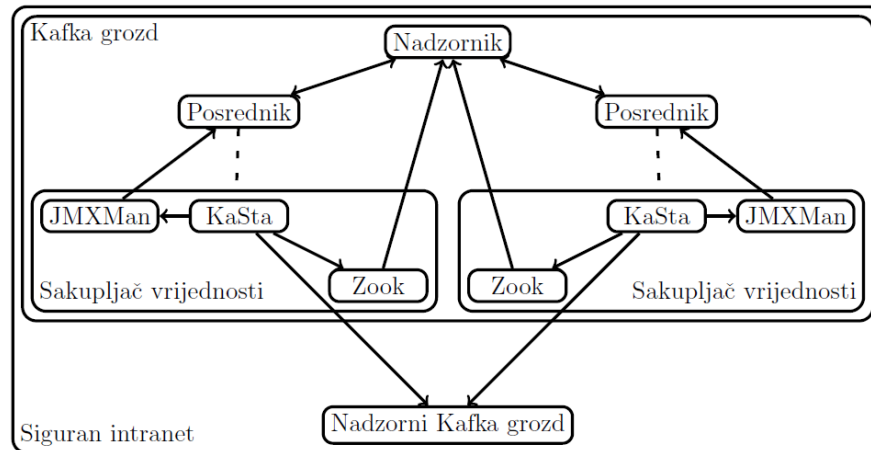 Kafka grozd
Nadzornik
Posrednik
Posrednik
JMXMan
KaSta
KaSta
JMXMan
Zook
Zook
Sakupljač vrijednosti
Sakupljač vrijednosti
Nadzorni Kafka grozd
Siguran intranet